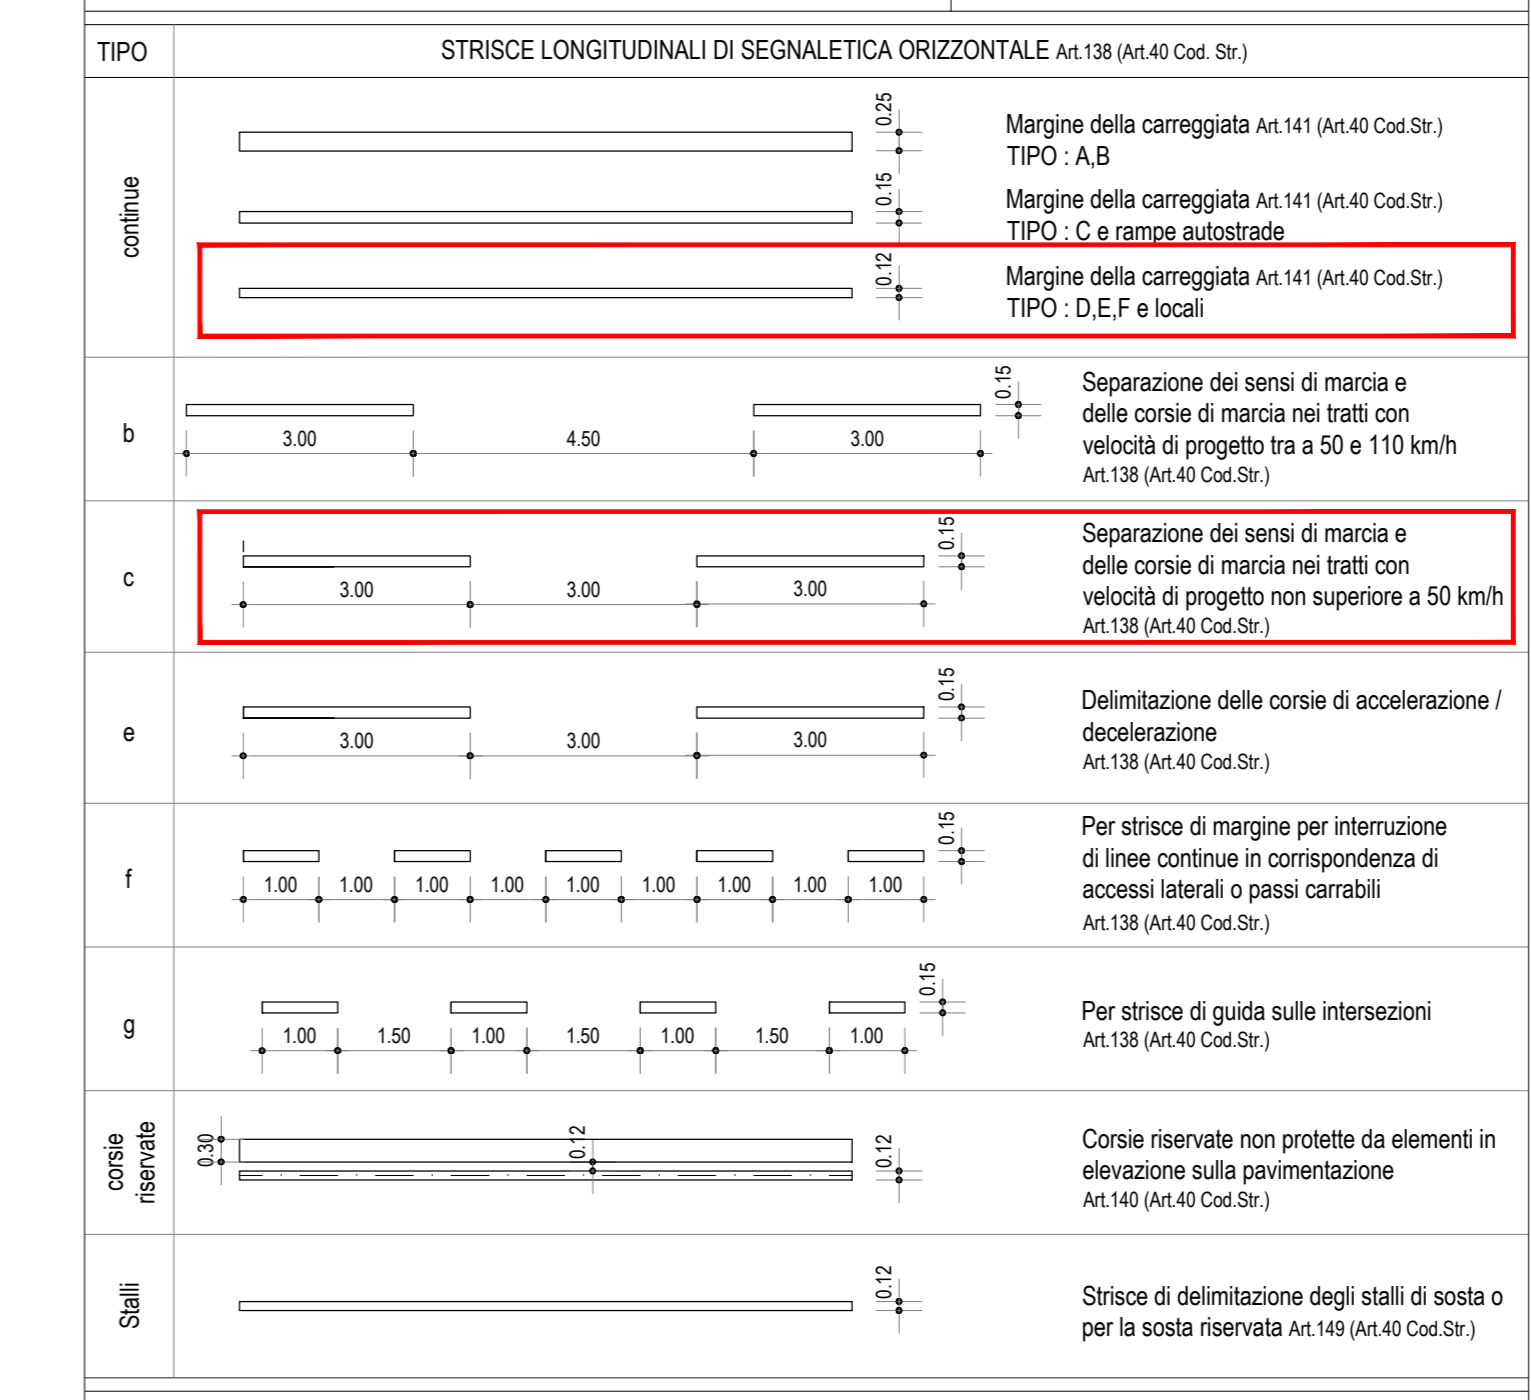 TIPO
STRISCE LONGITUDINALI DI SEGNALETICA ORIZZONTALE Art.138 (Art.40 Cod. Str.)
continue
0.25
Margine della carreggiata Art.141 (Art.40 Cod.Str.)
TIPO : A,B
0.15
Margine della carreggiata Art.141 (Art.40 Cod.Str.)
TIPO : C e rampe autostrade
0.12
Margine della carreggiata Art.141 (Art.40 Cod.Str.)
TIPO : D,E,F e locali
b
3.00 4.50 3.00
0.15
Separazione dei sensi di marcia e
delle corsie di marcia nei tratti con
velocità di progetto tra a 50 e 110 km/h
Art.138 (Art.40 Cod.Str.)
c
3.00 3.00 3.00
0.15
Separazione dei sensi di marcia e
delle corsie di marcia nei tratti con
velocità di progetto non superiore a 50 km/h
Art.138 (Art.40 Cod.Str.)
e
3.00 3.00 3.00
0.15
Delimitazione delle corsie di accelerazione /
decelerazione
Art.138 (Art.40 Cod.Str.)
f
1.00 1.00 1.00 1.00 1.00 1.00 1.00 1.00 1.00
0.15
Per strisce di margine per interruzione
di linee continue in corrispondenza di
accessi laterali o passi carrabili
Art.138 (Art.40 Cod.Str.)
g
1.00 1.50 1.00 1.50 1.00 1.50 1.00
0.15
Per strisce di guida sulle intersezioni
Art.138 (Art.40 Cod.Str.)
corsie
riservate
0.30
0.12
0.12
Corsie riservate non protette da elementi in
elevazione sulla pavimentazione
Art.140 (Art.40 Cod.Str.)
Stalli
0.12
Strisce di delimitazione degli stalli di sosta o
per la sosta riservata Art.149 (Art.40 Cod.Str.)